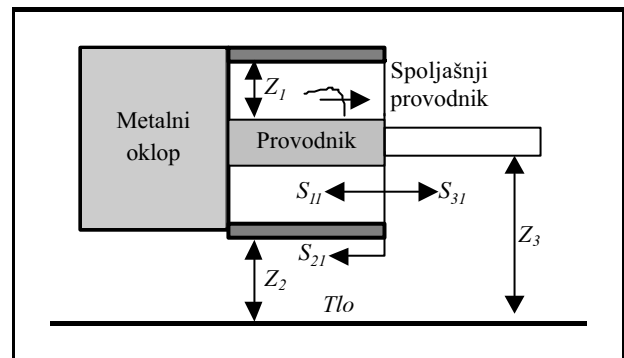 Spoljašnji
provodnik
Z1
Metalni
oklop
Provodnik
S11
S31
Z3
S21
Z2
Tlo